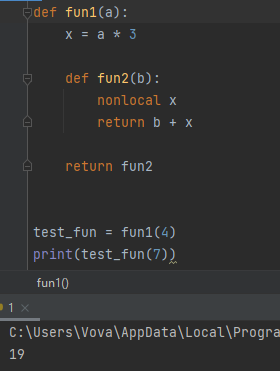 def fun1(a):
    x = a * 3
    def fun2(b):
        nonlocal x
        return b + x
    return fun2
test_fun = fun1(4)
print(test_fun(7))
fun1()
1 ×
C:\Users\Vova\AppData\Local\Progra
19